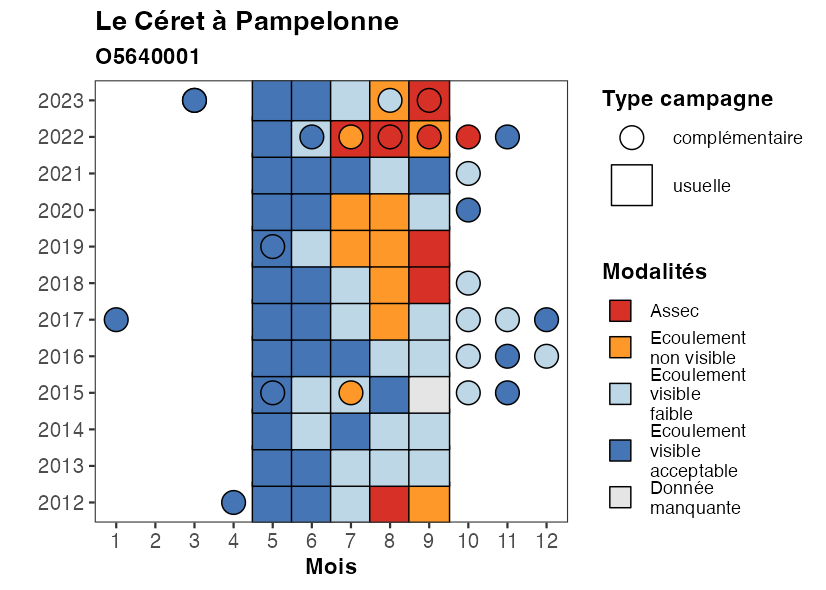 Le Céret à Pampelonne
O5640001
2023
2022
2021
2020
2019
2018
2017
2016
2015
2014
2013
2012
1 2 3 4 5 6 7 8 9 10 11 12
Mois
Type campagne
complémentaire
usuelle
Modalités
Assec
Ecoulement
non visible
Ecoulement
visible
faible
Ecoulement
visible
acceptable
Donnée
manquante